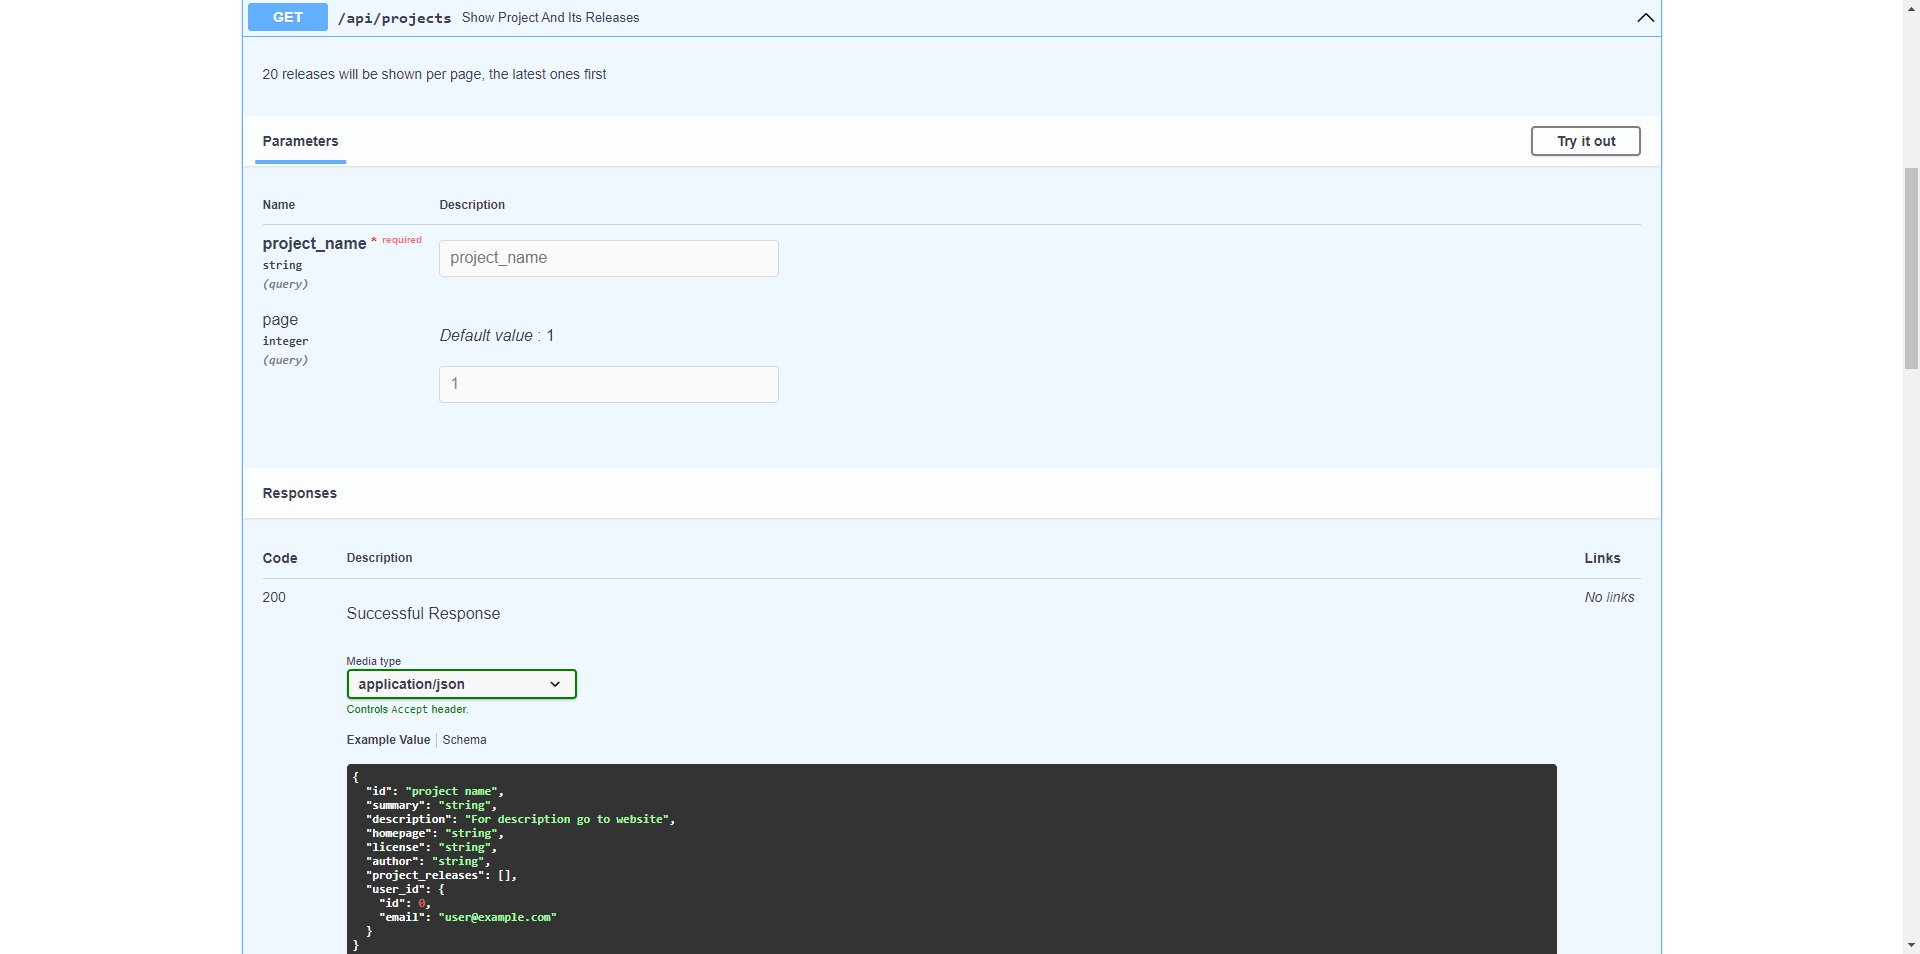 GET /api/projects Show Project And Its Releases
20 releases will be shown per page, the latest ones first
Parameters
Try it out
Name Description
project_name * required
string
(query)
project_name
page
integer
(query)
Default value : 1
1
Responses
Code Description Links
200
Successful Response
No links
Media type
application/json
Controls Accept header.
Example Value Schema
{
"id": "project name",
"summary": "string",
"description": "For description go to website",
"homepage": "string",
"license": "string",
"author": "string",
"project_releases": [],
"user_id": {
"id": 0,
"email": "user@example.com"
}
}